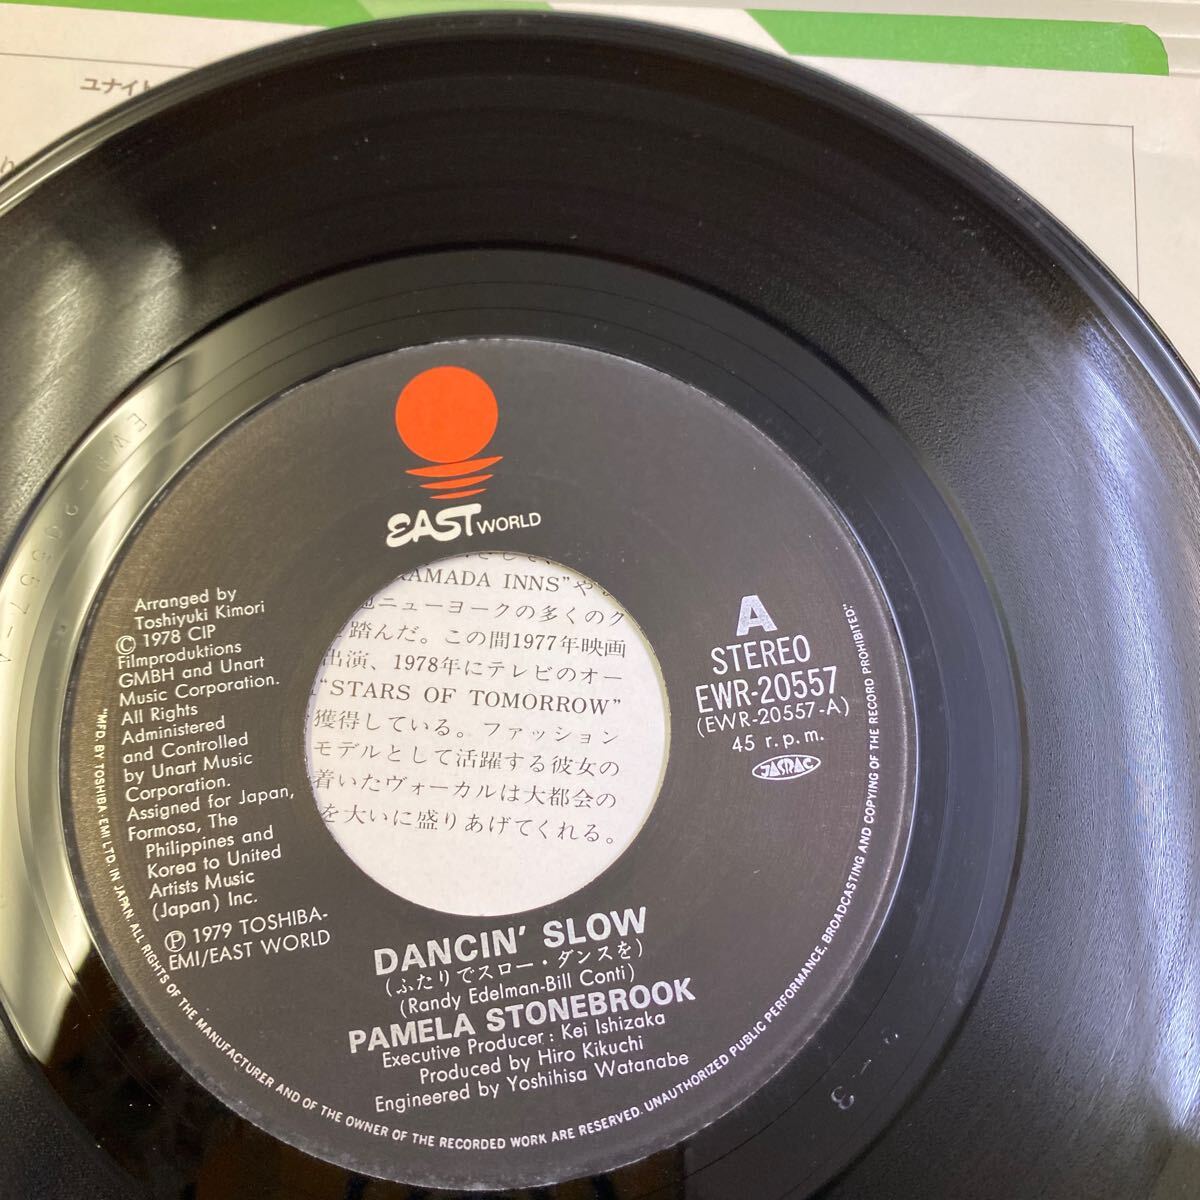 ユナイト
EAST WORLD
Arranged by
Toshiyuki Kimori
Ⓒ 1978 CIP
Filmproduktions
GMBH and Unart
Music Corporation.
All Rights
Administered
and Controlled
by Unart Music
Corporation.
Assigned for Japan,
Formosa, The
Philippines and
Korea to United
Artists Music
(Japan) Inc.
Ⓟ 1979 TOSHIBA-
EMI/EAST WORLD
RAMADA INNS”や
ニューヨークの多くのク
踏んだ。この間1977年映画
出演、1978年にテレビのオー
“STARS OF TOMORROW”
獲得している。ファッション
モデルとして活躍する彼女の
着いたヴォーカルは大都会の
を大いに盛りあげてくれる。
A
STEREO
EWR-20557
(EWR-20557-A)
45 r.p.m.
JASRAC
DANCIN’ SLOW
(ふたりでスロー・ダンスを)
(Randy Edelman-Bill Conti)
PAMELA STONEBROOK
Executive Producer: Kei Ishizaka
Produced by Hiro Kikuchi
Engineered by Yoshihisa Watanabe
"MFD. BY TOSHIBA-EMI LTD. IN JAPAN. ALL RIGHTS OF THE MANUFACTURER AND OF THE OWNER OF THE RECORDED WORK ARE RESERVED. UNAUTHORIZED PUBLIC PERFORMANCE, BROADCASTING AND COPYING OF THE RECORD PROHIBITED."